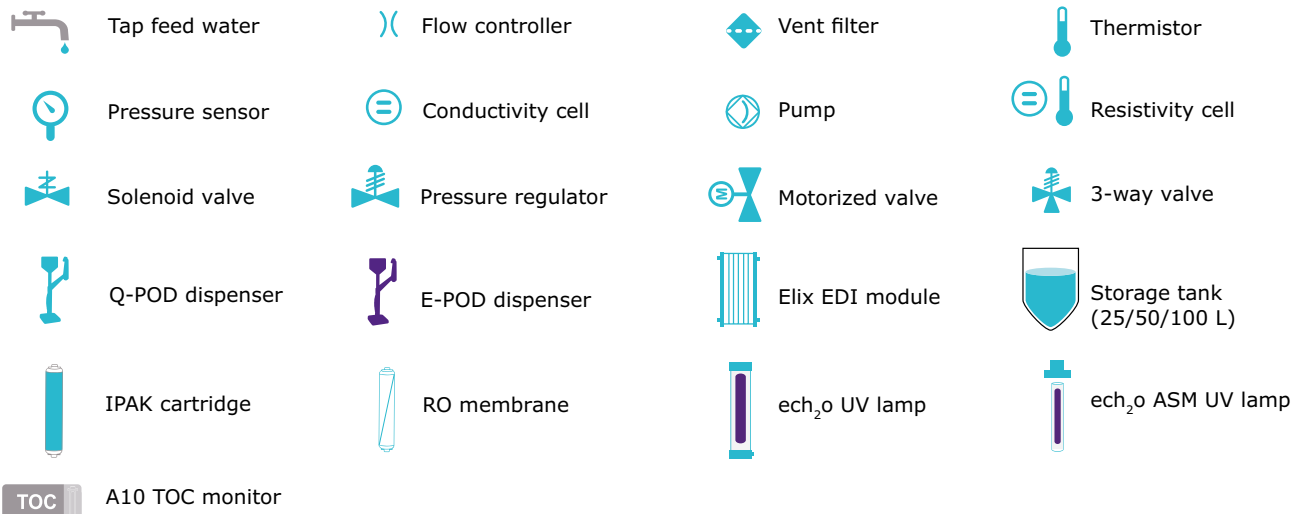 Tap feed water
Flow controller
Vent filter
Thermistor
Pressure sensor
Conductivity cell
Pump
Resistivity cell
Solenoid valve
Pressure regulator
M
Motorized valve
3-way valve
Q-POD dispenser
E-POD dispenser
Elix EDI module
Storage tank
(25/50/100 L)
IPAK cartridge
RO membrane
ech₂o UV lamp
ech₂o ASM UV lamp
TOC
A10 TOC monitor